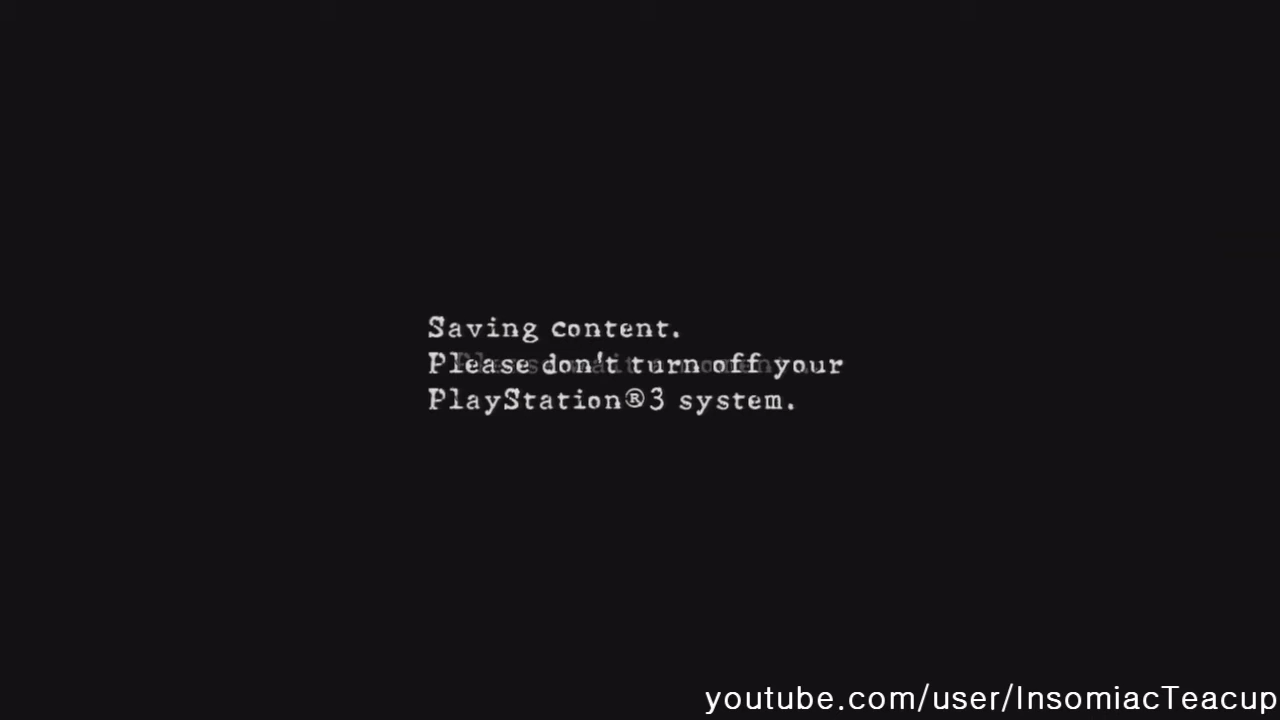 Saving content.
Please don't turn off your
PlayStation®3 system.
youtube.com/user/InsomiacTeacup